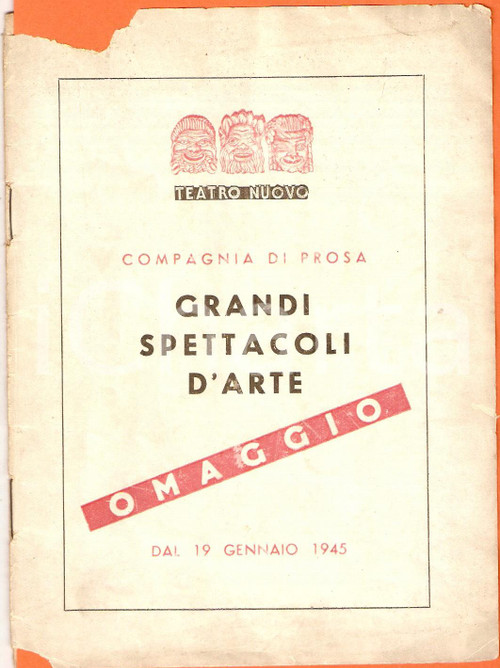 TEATRO NUOVO
COMPAGNIA DI PROSA
GRANDI
SPETTACOLI
D'ARTE
OMAGGIO
DAL 19 GENNAIO 1945